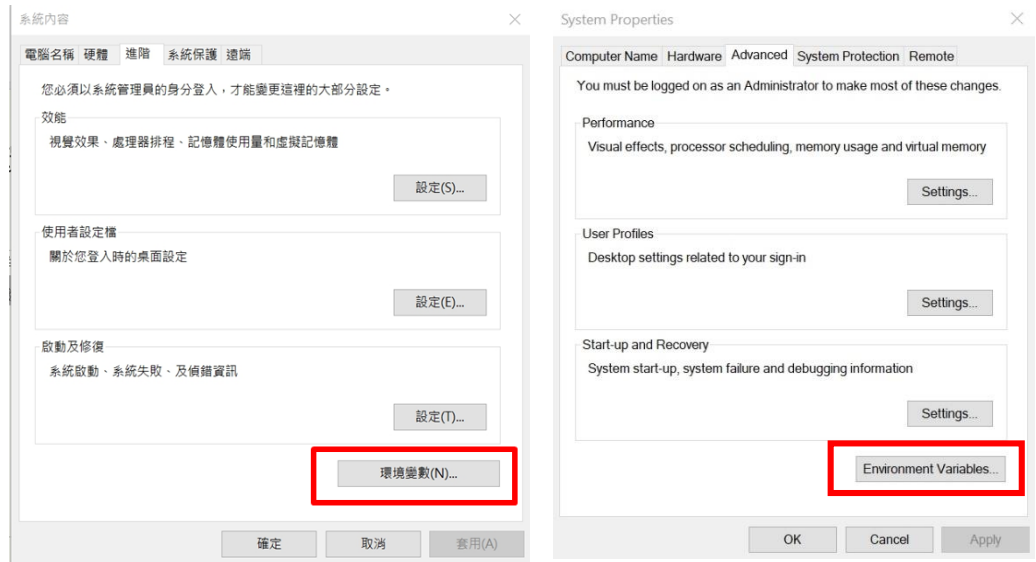 系統內容
電腦名稱 硬體 進階 系統保護 遠端
您必須以系統管理員的身分登入，才能變更這裡的大部分設定。
效能
視覺效果、處理器排程、記憶體使用量和虛擬記憶體
設定(S)...
使用者設定檔
關於您登入時的桌面設定
設定(E)...
啟動及修復
系統啟動、系統失敗、及偵錯資訊
設定(T)...
環境變數(N)...
確定 取消 套用(A)
System Properties
Computer Name Hardware Advanced System Protection Remote
You must be logged on as an Administrator to make most of these changes.
Performance
Visual effects, processor scheduling, memory usage and virtual memory
Settings...
User Profiles
Desktop settings related to your sign-in
Settings...
Start-up and Recovery
System start-up, system failure and debugging information
Settings...
Environment Variables...
OK Cancel Apply